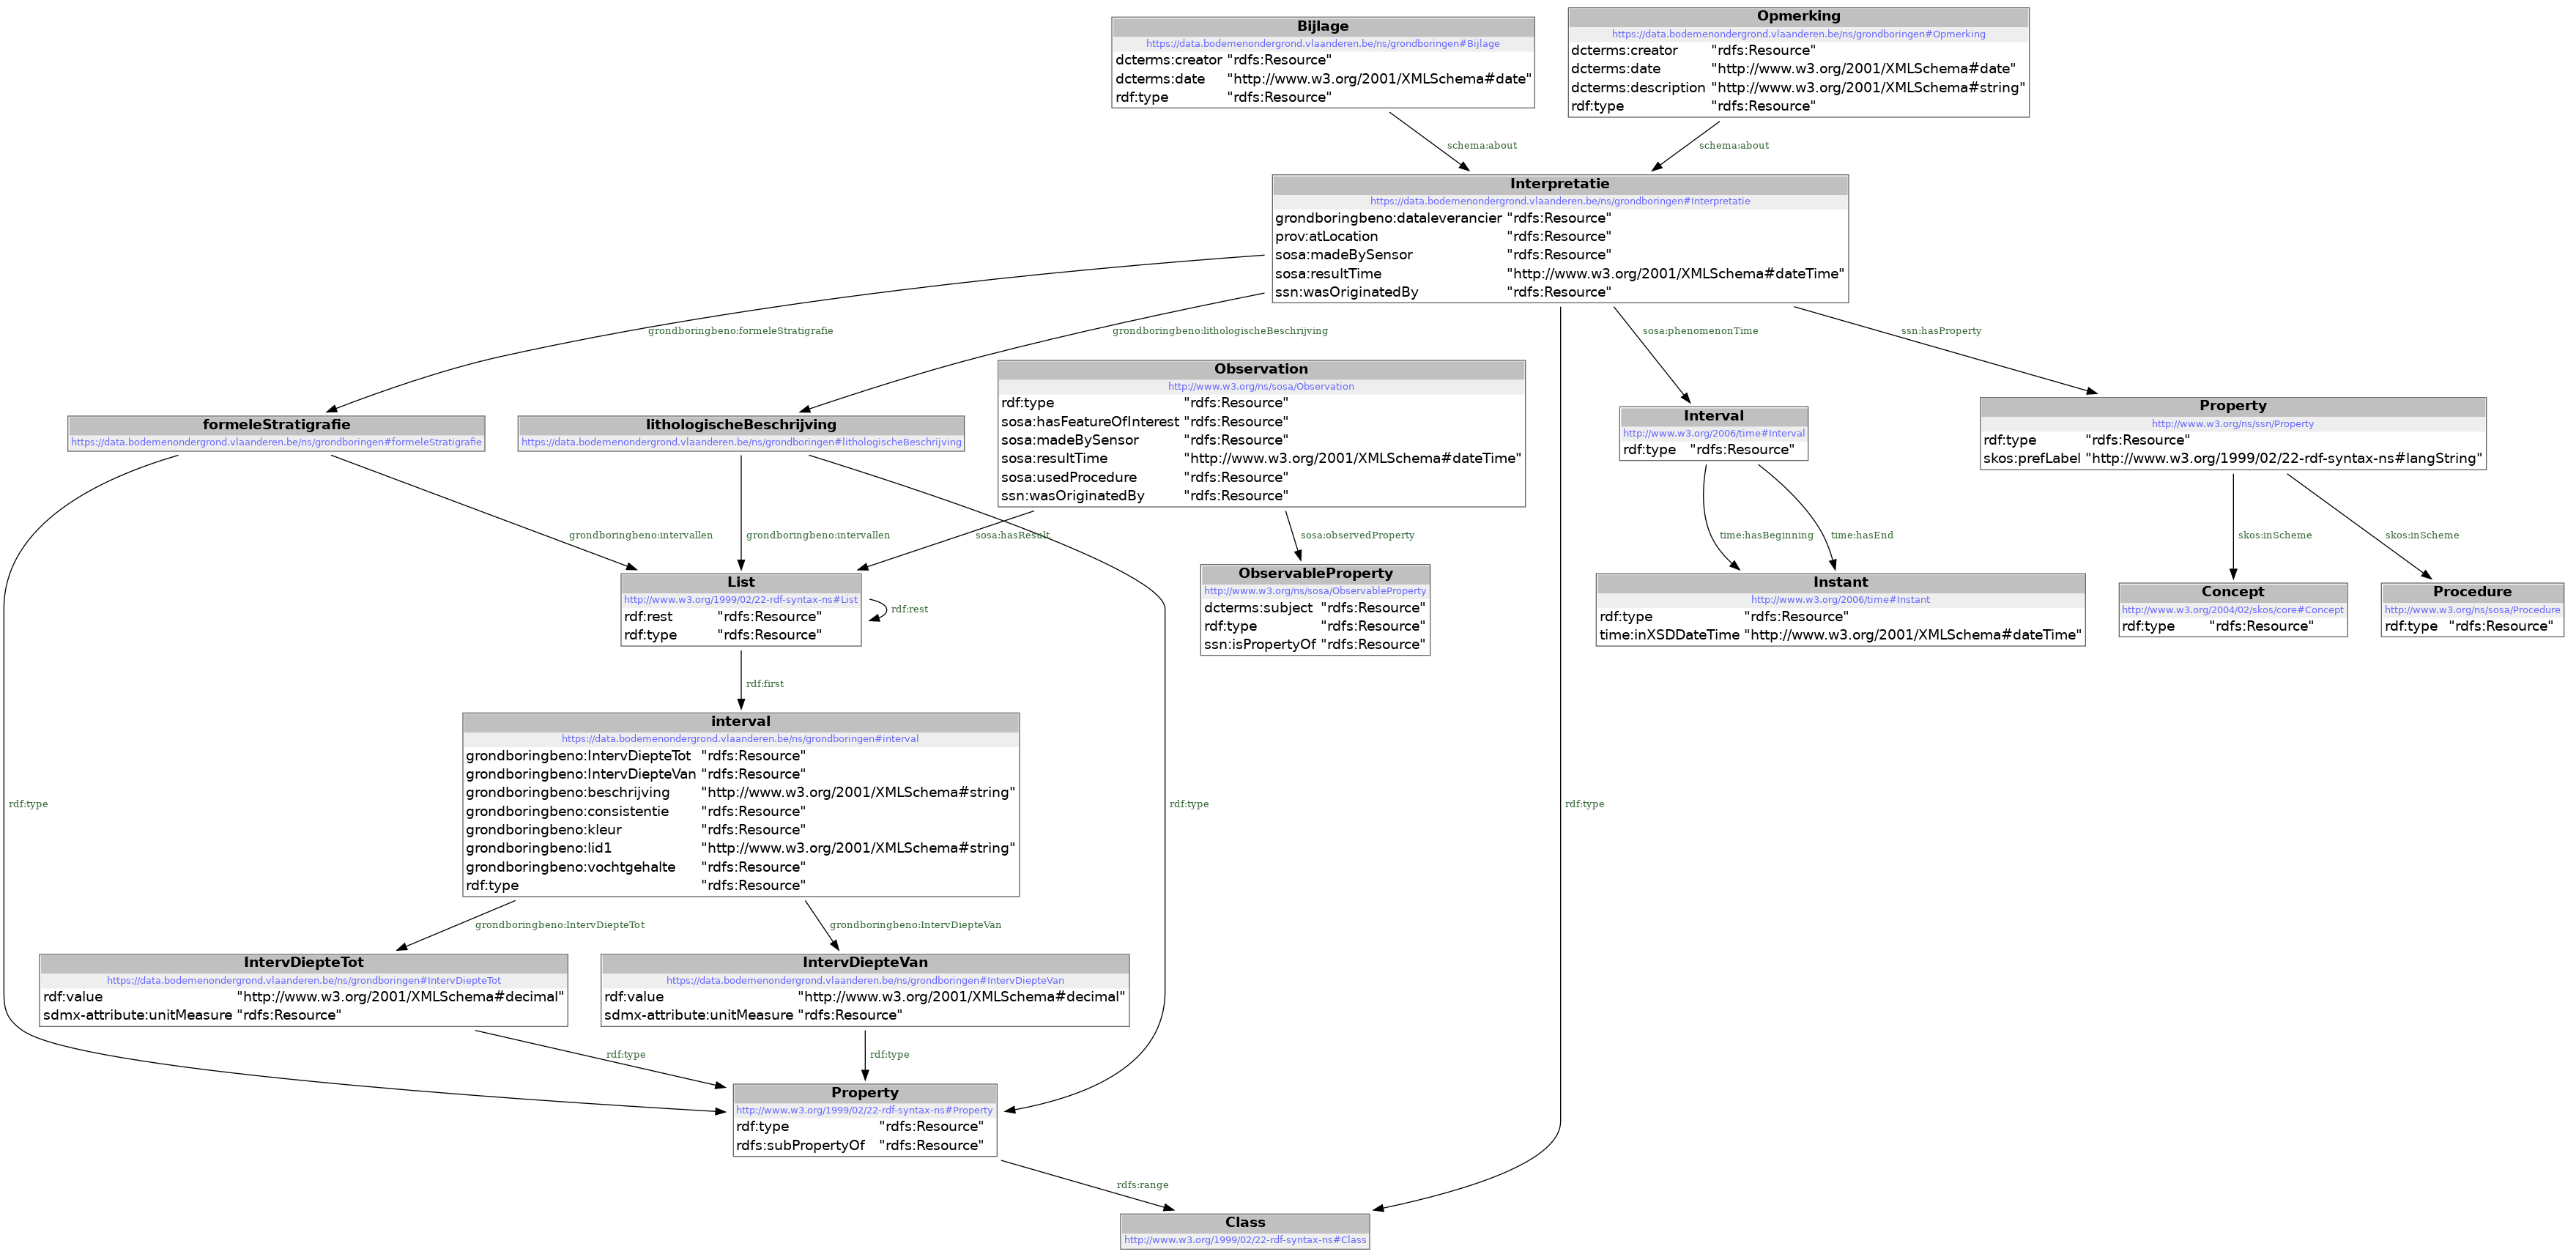 Bijlage
https://data.bodemenondergrond.vlaanderen.be/ns/grondboringen#Bijlage
dcterms:creator "rdfs:Resource"
dcterms:date "http://www.w3.org/2001/XMLSchema#date"
rdf:type "rdfs:Resource"
Opmerking
https://data.bodemenondergrond.vlaanderen.be/ns/grondboringen#Opmerking
dcterms:creator "rdfs:Resource"
dcterms:date "http://www.w3.org/2001/XMLSchema#date"
dcterms:description "http://www.w3.org/2001/XMLSchema#string"
rdf:type "rdfs:Resource"
schema:about
schema:about
Interpretatie
https://data.bodemenondergrond.vlaanderen.be/ns/grondboringen#Interpretatie
grondboringbeno:dataleverancier "rdfs:Resource"
prov:atLocation "rdfs:Resource"
sosa:madeBySensor "rdfs:Resource"
sosa:resultTime "http://www.w3.org/2001/XMLSchema#dateTime"
ssn:wasOriginatedBy "rdfs:Resource"
grondboringbeno:formeleStratigrafie
grondboringbeno:lithologischeBeschrijving
sosa:phenomenonTime
ssn:hasProperty
formeleStratigrafie
https://data.bodemenondergrond.vlaanderen.be/ns/grondboringen#formeleStratigrafie
lithologischeBeschrijving
https://data.bodemenondergrond.vlaanderen.be/ns/grondboringen#lithologischeBeschrijving
Observation
http://www.w3.org/ns/sosa/Observation
rdf:type "rdfs:Resource"
sosa:hasFeatureOfInterest "rdfs:Resource"
sosa:madeBySensor "rdfs:Resource"
sosa:resultTime "http://www.w3.org/2001/XMLSchema#dateTime"
sosa:usedProcedure "rdfs:Resource"
ssn:wasOriginatedBy "rdfs:Resource"
Interval
http://www.w3.org/2006/time#Interval
rdf:type "rdfs:Resource"
Property
http://www.w3.org/ns/ssn/Property
rdf:type "rdfs:Resource"
skos:prefLabel "http://www.w3.org/1999/02/22-rdf-syntax-ns#langString"
grondboringbeno:intervallen
grondboringbeno:intervallen
sosa:hasResult
sosa:observedProperty
time:hasBeginning
time:hasEnd
skos:inScheme
skos:inScheme
List
http://www.w3.org/1999/02/22-rdf-syntax-ns#List
rdf:rest "rdfs:Resource"
rdf:type "rdfs:Resource"
rdf:rest
ObservableProperty
http://www.w3.org/ns/sosa/ObservableProperty
dcterms:subject "rdfs:Resource"
rdf:type "rdfs:Resource"
ssn:isPropertyOf "rdfs:Resource"
Instant
http://www.w3.org/2006/time#Instant
rdf:type "rdfs:Resource"
time:inXSDDateTime "http://www.w3.org/2001/XMLSchema#dateTime"
Concept
http://www.w3.org/2004/02/skos/core#Concept
rdf:type "rdfs:Resource"
Procedure
http://www.w3.org/ns/sosa/Procedure
rdf:type "rdfs:Resource"
rdf:first
interval
https://data.bodemenondergrond.vlaanderen.be/ns/grondboringen#interval
grondboringbeno:IntervDiepteTot "rdfs:Resource"
grondboringbeno:IntervDiepteVan "rdfs:Resource"
grondboringbeno:beschrijving "http://www.w3.org/2001/XMLSchema#string"
grondboringbeno:consistentie "rdfs:Resource"
grondboringbeno:kleur "rdfs:Resource"
grondboringbeno:lid1 "http://www.w3.org/2001/XMLSchema#string"
grondboringbeno:vochtgehalte "rdfs:Resource"
rdf:type "rdfs:Resource"
rdf:type
rdf:type
rdf:type
grondboringbeno:IntervDiepteTot
grondboringbeno:IntervDiepteVan
IntervDiepteTot
https://data.bodemenondergrond.vlaanderen.be/ns/grondboringen#IntervDiepteTot
rdf:value "http://www.w3.org/2001/XMLSchema#decimal"
sdmx-attribute:unitMeasure "rdfs:Resource"
IntervDiepteVan
https://data.bodemenondergrond.vlaanderen.be/ns/grondboringen#IntervDiepteVan
rdf:value "http://www.w3.org/2001/XMLSchema#decimal"
sdmx-attribute:unitMeasure "rdfs:Resource"
rdf:type
rdf:type
Property
http://www.w3.org/1999/02/22-rdf-syntax-ns#Property
rdf:type "rdfs:Resource"
rdfs:subPropertyOf "rdfs:Resource"
rdfs:range
Class
http://www.w3.org/1999/02/22-rdf-syntax-ns#Class